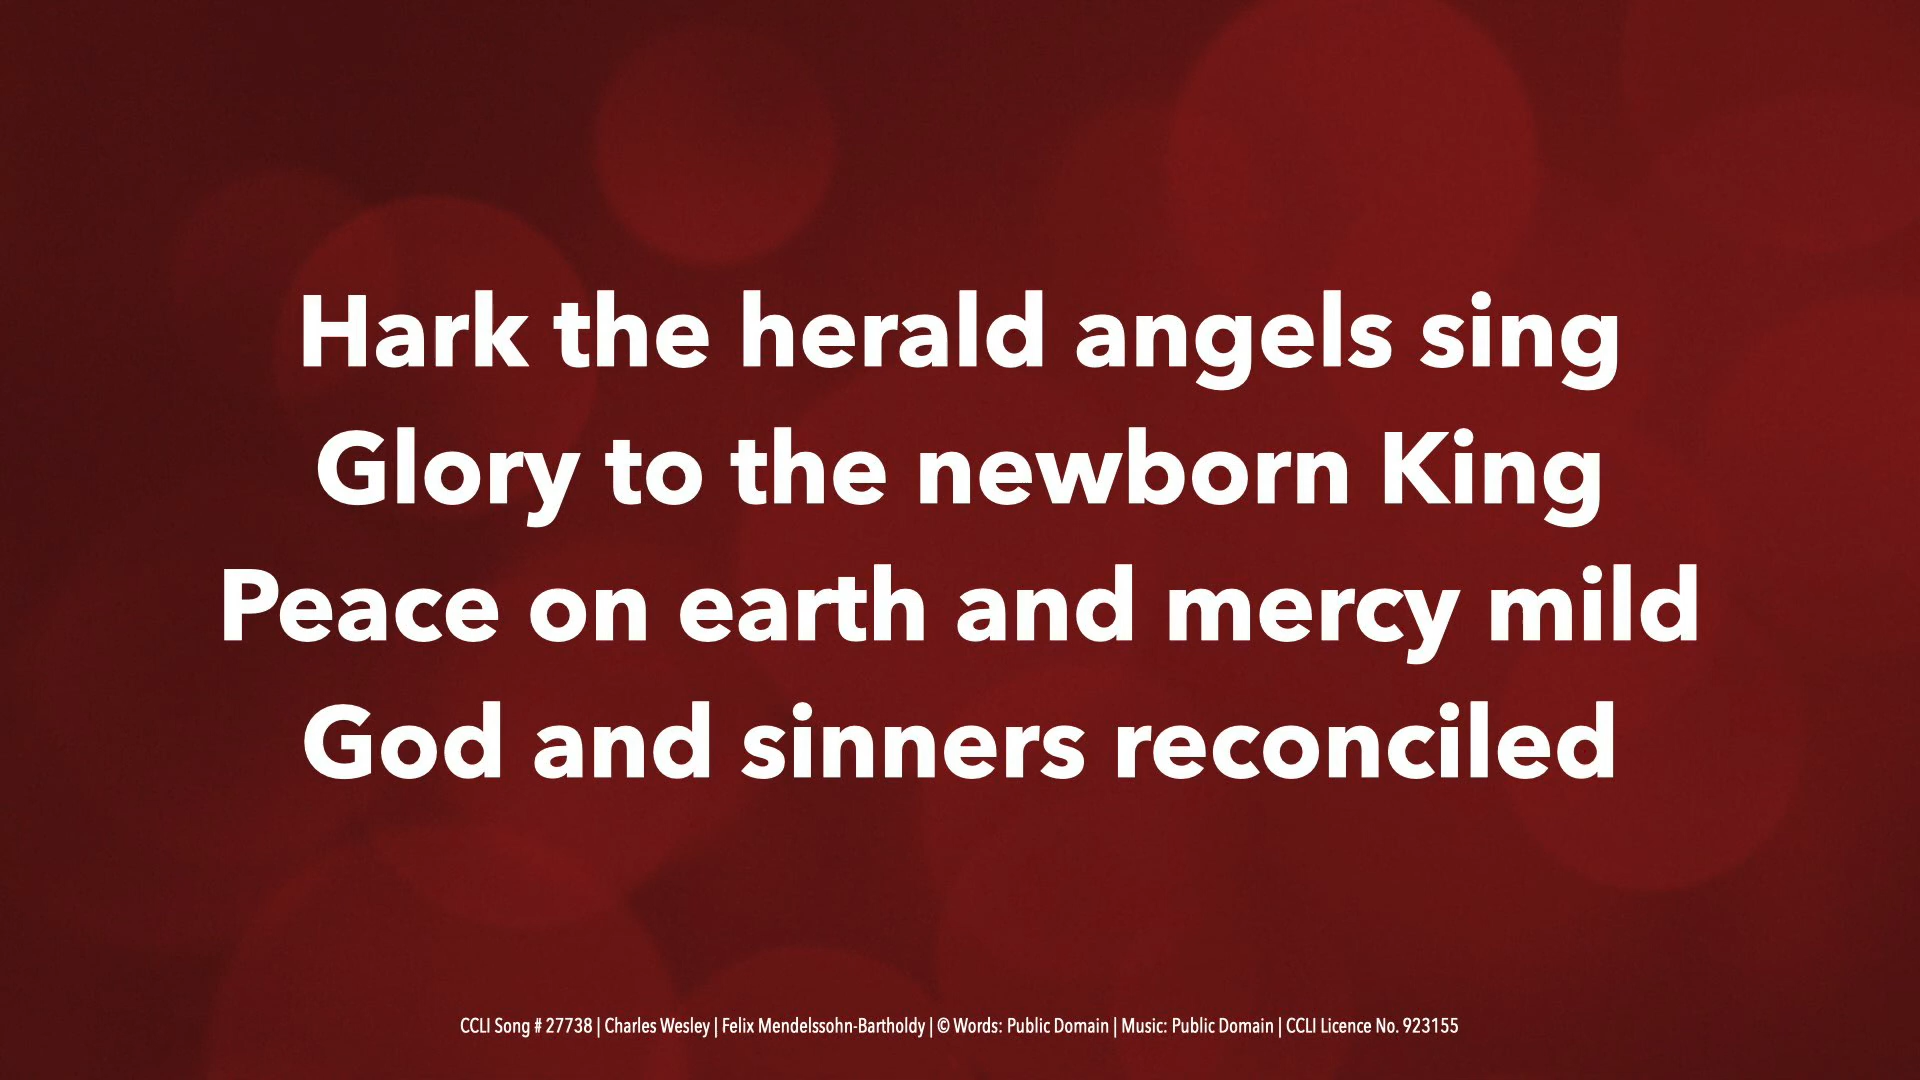 Hark the herald angels sing
Glory to the newborn King
Peace on earth and mercy mild
God and sinners reconciled
CCLI Song # 27738 | Charles Wesley | Felix Mendelssohn-Bartholdy | © Words: Public Domain | Music: Public Domain | CCLI Licence No. 923155